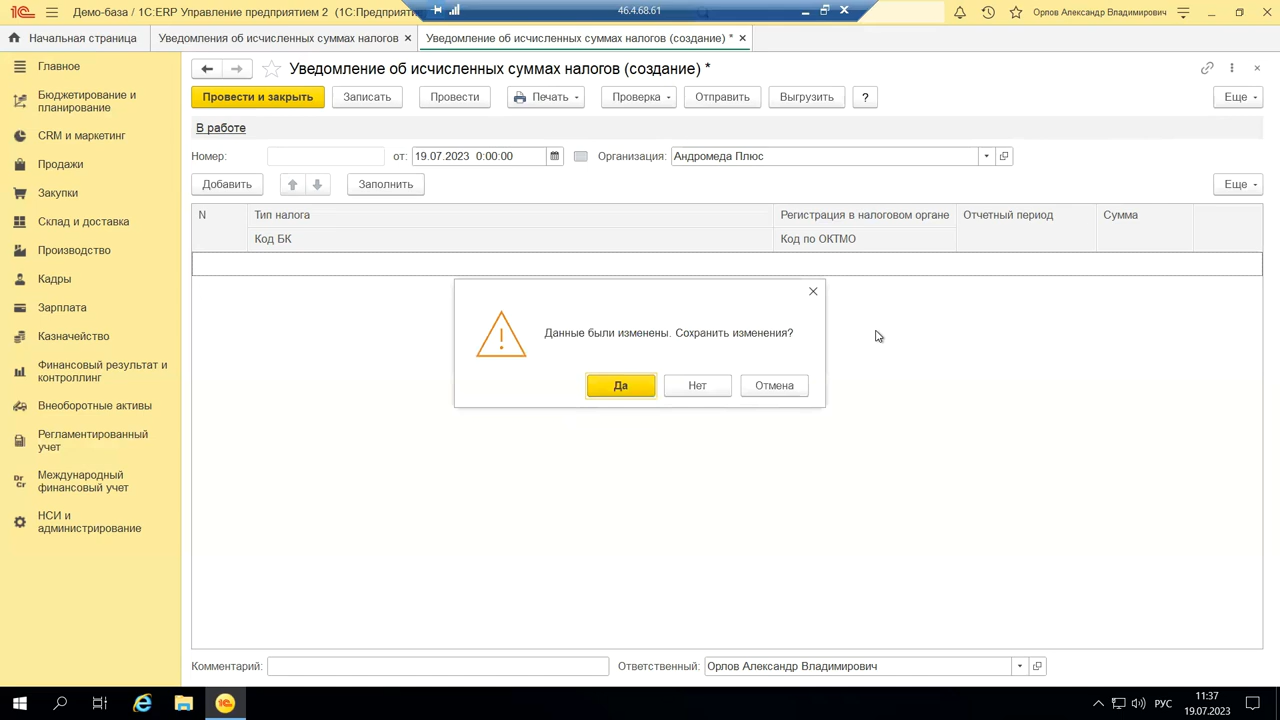 Демо-база / 1С:ERP Управление предприятием 2 (1С:Предприятие
46.4.68.61
Орлов Александр Владимирович
Начальная страница
Уведомления об исчисленных суммах налогов ×
Уведомление об исчисленных суммах налогов (создание) * ×
Главное
Бюджетирование и
планирование
CRM и маркетинг
Продажи
Закупки
Склад и доставка
Производство
Кадры
Зарплата
Казначейство
Финансовый результат и
контроллинг
Внеоборотные активы
Регламентированный
учет
Международный
финансовый учет
НСИ и
администрирование
Уведомление об исчисленных суммах налогов (создание) *
Провести и закрыть Записать Провести Печать Проверка Отправить Выгрузить ? Еще
В работе
Номер: от: 19.07.2023 0:00:00 Организация: Андромеда Плюс
Добавить Заполнить Еще
N Тип налога Регистрация в налоговом органе Отчетный период Сумма
Код БК Код по ОКТМО
Данные были изменены. Сохранить изменения?
Да Нет Отмена
Комментарий: Ответственный: Орлов Александр Владимирович
РУС
11:37
19.07.2023